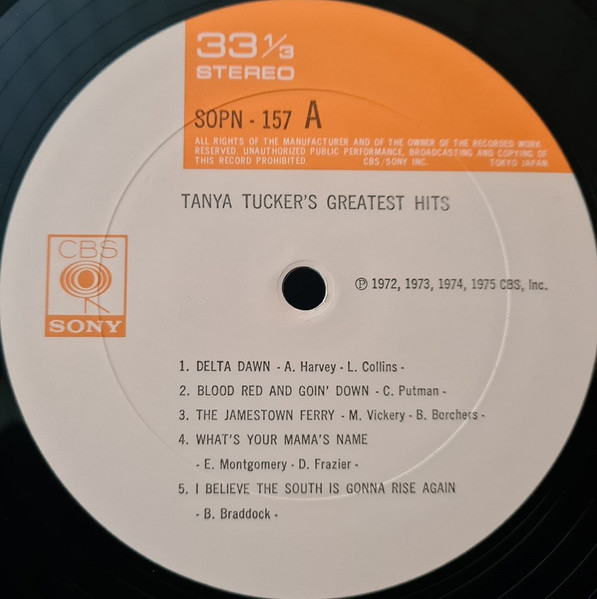 33 1/3
STEREO
SOPN - 157 A
ALL RIGHTS OF THE MANUFACTURER AND OF THE OWNER OF THE RECORDED WORK
RESERVED. UNAUTHORIZED PUBLIC PERFORMANCE, BROADCASTING AND COPYING OF
THIS RECORD PROHIBITED. CBS/SONY INC. TOKYO JAPAN
TANYA TUCKER'S GREATEST HITS
CBS
SONY
℗ 1972, 1973, 1974, 1975 CBS, Inc.
1. DELTA DAWN - A. Harvey - L. Collins -
2. BLOOD RED AND GOIN' DOWN - C. Putman -
3. THE JAMESTOWN FERRY - M. Vickery - B. Borchers -
4. WHAT'S YOUR MAMA'S NAME
- E. Montgomery - D. Frazier -
5. I BELIEVE THE SOUTH IS GONNA RISE AGAIN
- B. Braddock -